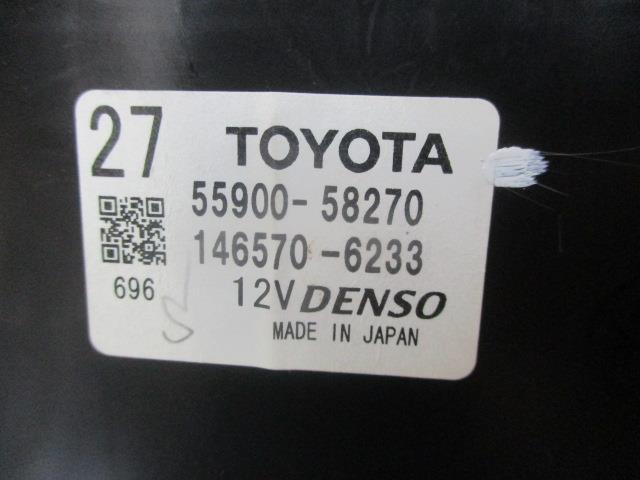 27 TOYOTA
55900-58270
146570-6233
696 12V DENSO
MADE IN JAPAN